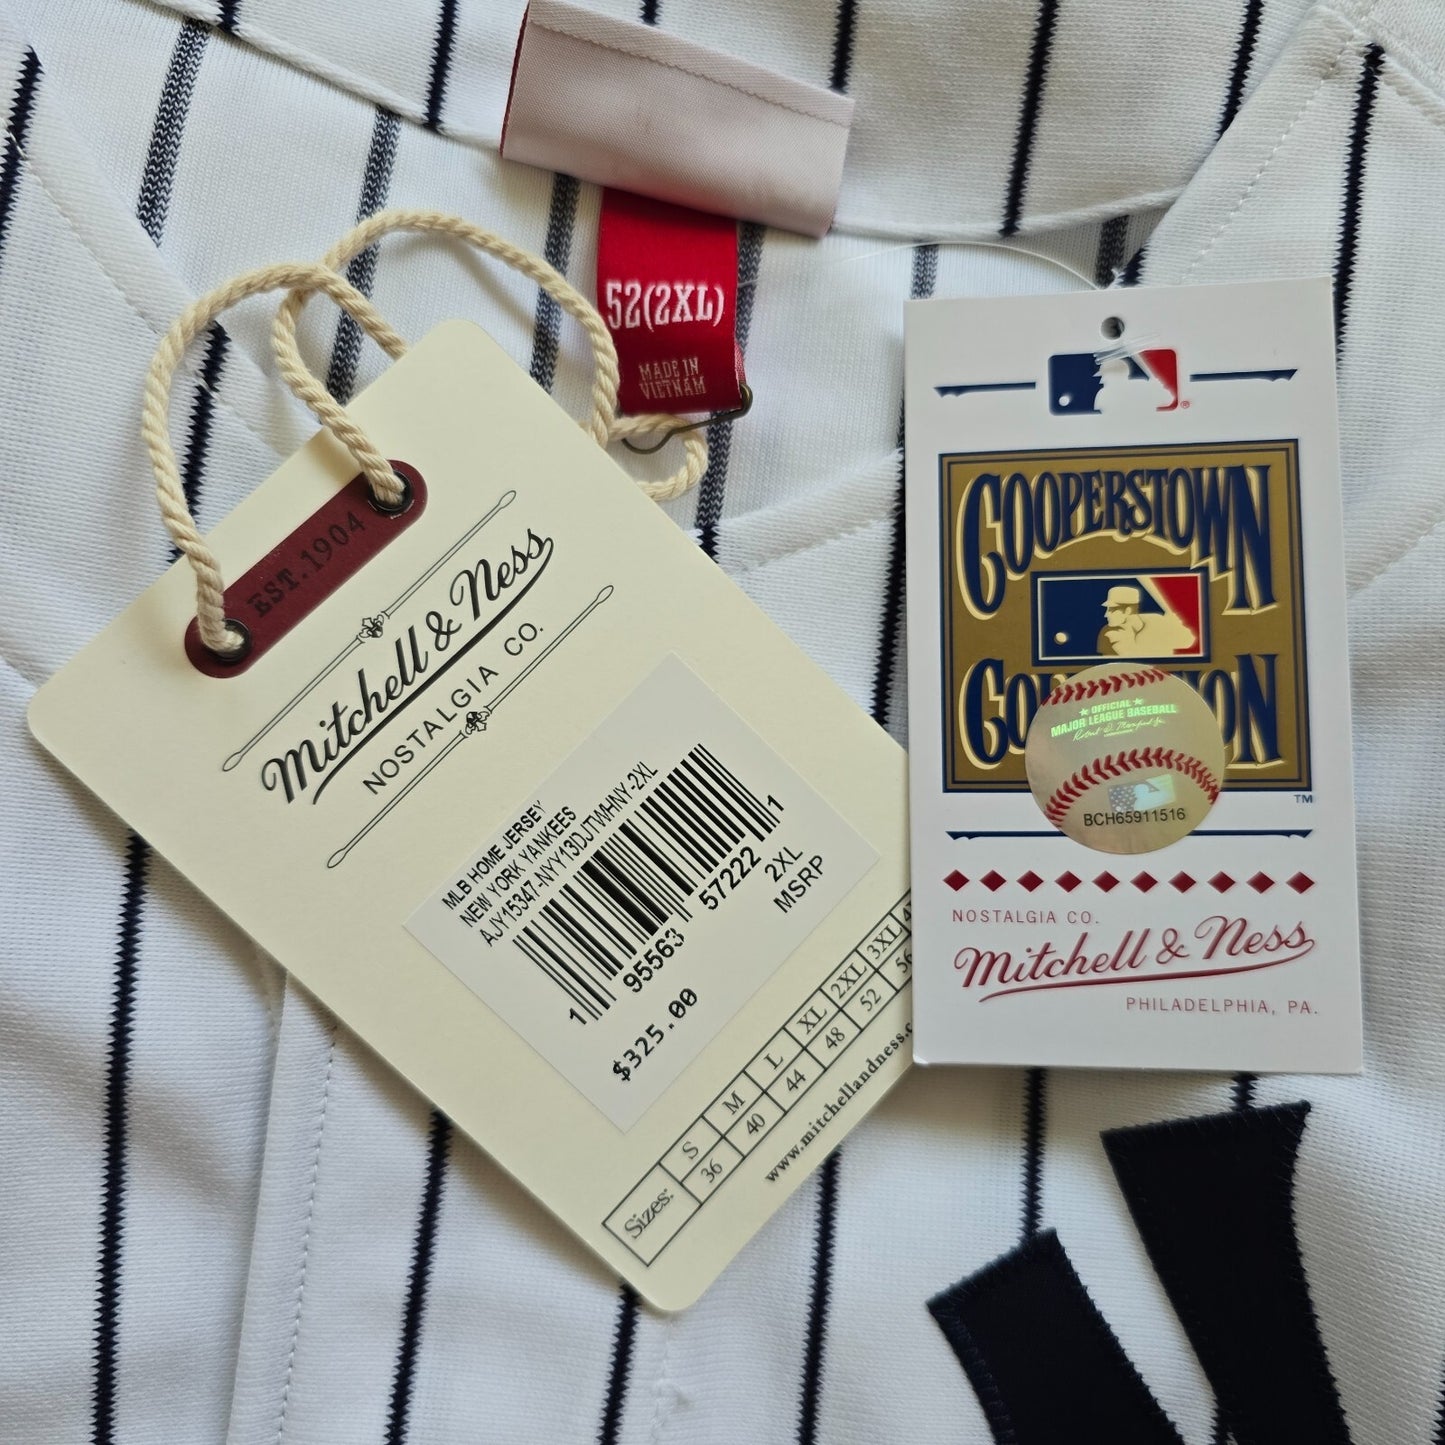 52(2XL)
MADE IN
VIETNAM
EST.1904
Mitchell & Ness
NOSTALGIA CO.
MLB HOME JERSEY
NEW YORK YANKEES
AJY15347-NYY13DJTWHNY-2XL
1 95563 57222 1
2XL
MSRP
$325.00
Sizes: S M L XL 2XL 3XL
36 40 44 48 52 56
www.mitchellandness.c
COOPERSTOWN
★ OFFICIAL ★
MAJOR LEAGUE BASEBALL
BCH65911516
TM
NOSTALGIA CO.
Mitchell & Ness
PHILADELPHIA, PA.